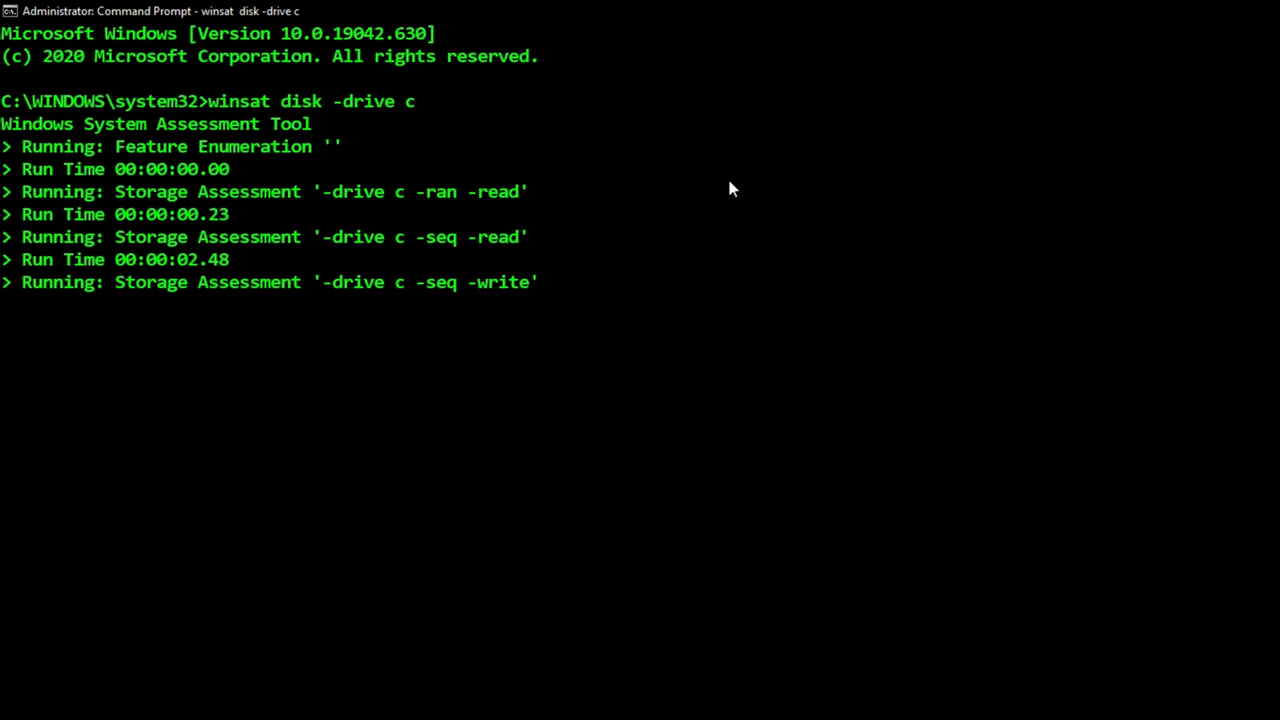 Administrator: Command Prompt - winsat  disk -drive c
Microsoft Windows [Version 10.0.19042.630]
(c) 2020 Microsoft Corporation. All rights reserved.
C:\WINDOWS\system32>winsat disk -drive c
Windows System Assessment Tool
> Running: Feature Enumeration ''
> Run Time 00:00:00.00
> Running: Storage Assessment '-drive c -ran -read'
> Run Time 00:00:00.23
> Running: Storage Assessment '-drive c -seq -read'
> Run Time 00:00:02.48
> Running: Storage Assessment '-drive c -seq -write'